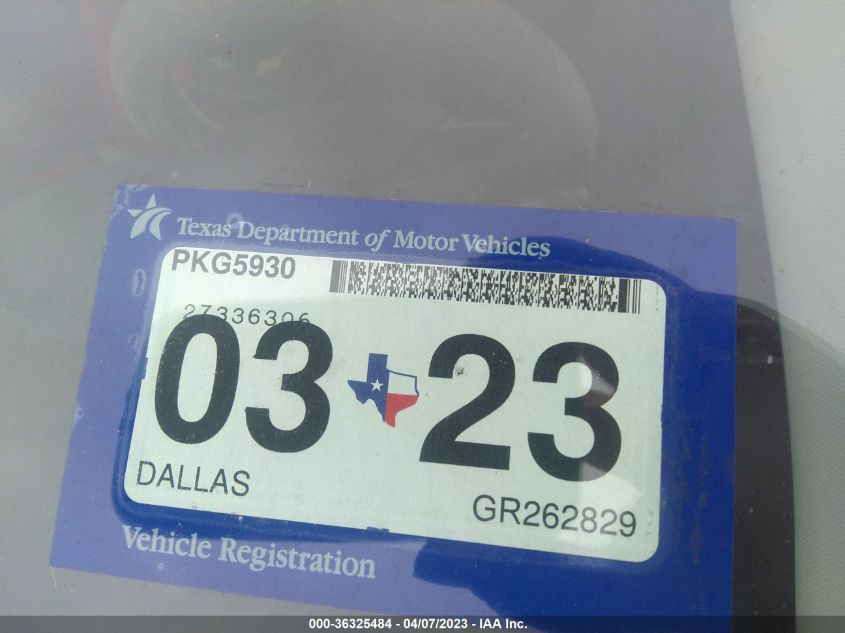 Texas Department of Motor Vehicles
PKG5930
27336306
03 23
DALLAS
GR262829
Vehicle Registration
000-36325484 - 04/07/2023 - IAA Inc.